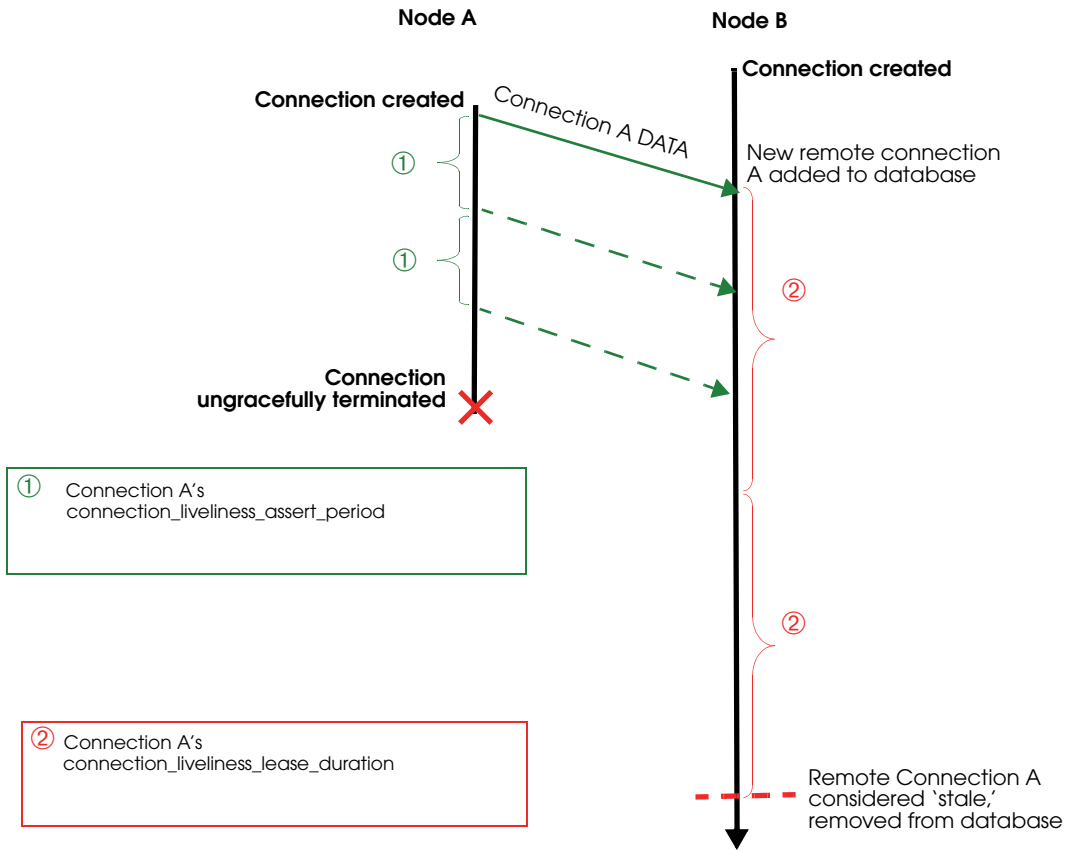 Node A
Node B
Connection created
Connection created
Connection A DATA
New remote connection
A added to database
①
①
②
Connection
ungracefully terminated
① Connection A's
connection_liveliness_assert_period
②
② Connection A's
connection_liveliness_lease_duration
Remote Connection A
considered ‘stale,’
removed from database